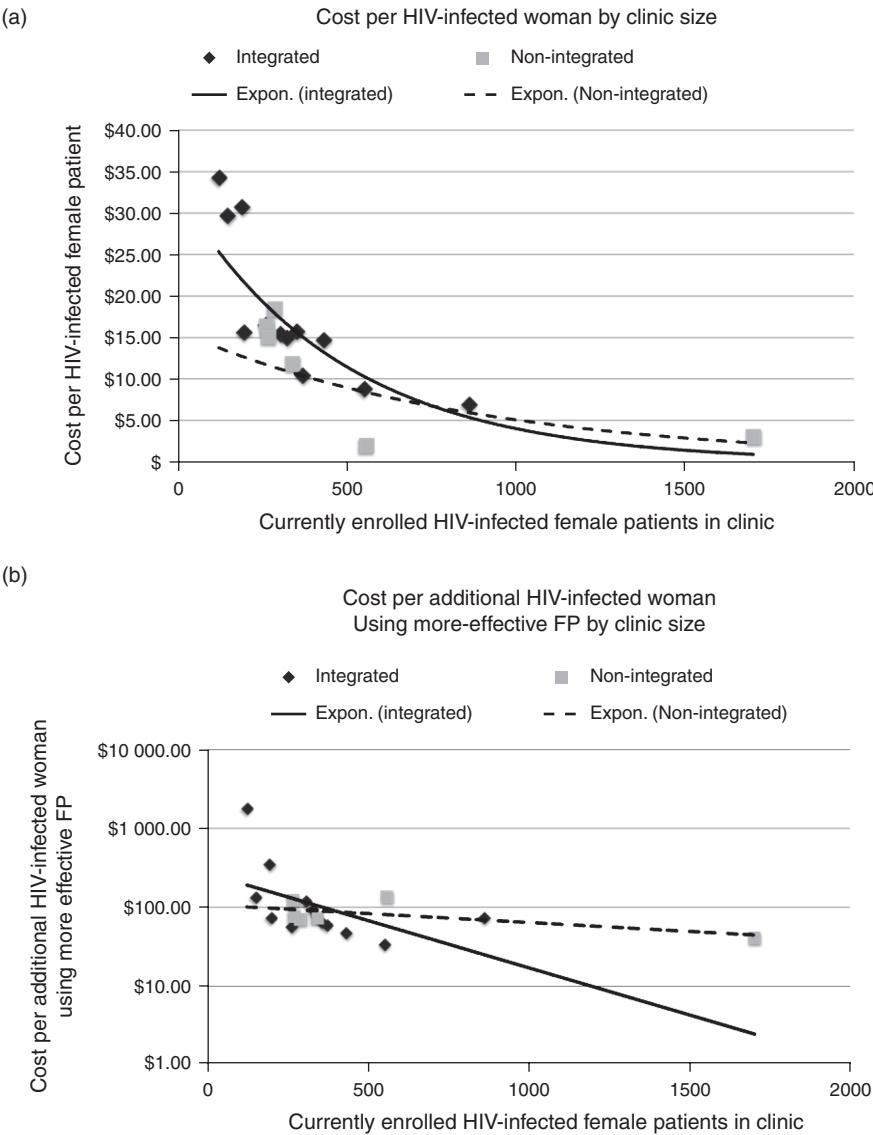 (a)
Cost per HIV-infected woman by clinic size
Integrated
Non-integrated
Expon. (integrated)
Expon. (Non-integrated)
Cost per HIV-infected female patient
$40.00
$35.00
$30.00
$25.00
$20.00
$15.00
$10.00
$5.00
$
0
500
1000
1500
2000
Currently enrolled HIV-infected female patients in clinic
(b)
Cost per additional HIV-infected woman
Using more-effective FP by clinic size
Integrated
Non-integrated
Expon. (integrated)
Expon. (Non-integrated)
Cost per additional HIV-infected woman
using more effective FP
$10 000.00
$1 000.00
$100.00
$10.00
$1.00
0
500
1000
1500
2000
Currently enrolled HIV-infected female patients in clinic